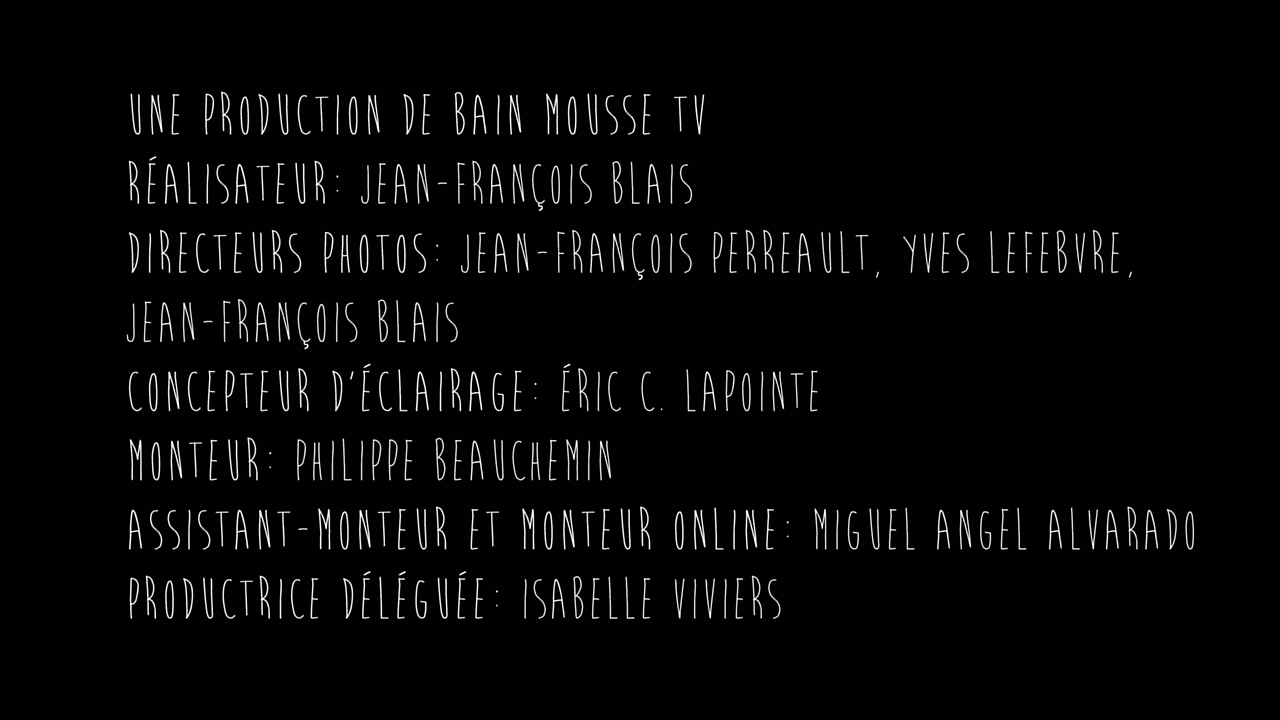 UNE PRODUCTION DE BAIN MOUSSE TV
RÉALISATEUR: JEAN-FRANÇOIS BLAIS
DIRECTEURS PHOTOS: JEAN-FRANÇOIS PERREAULT, YVES LEFEBVRE,
JEAN-FRANÇOIS BLAIS
CONCEPTEUR D'ÉCLAIRAGE: ÉRIC C. LAPOINTE
MONTEUR: PHILIPPE BEAUCHEMIN
ASSISTANT-MONTEUR ET MONTEUR ONLINE: MIGUEL ANGEL ALVARADO
PRODUCTRICE DÉLÉGUÉE: ISABELLE VIVIERS